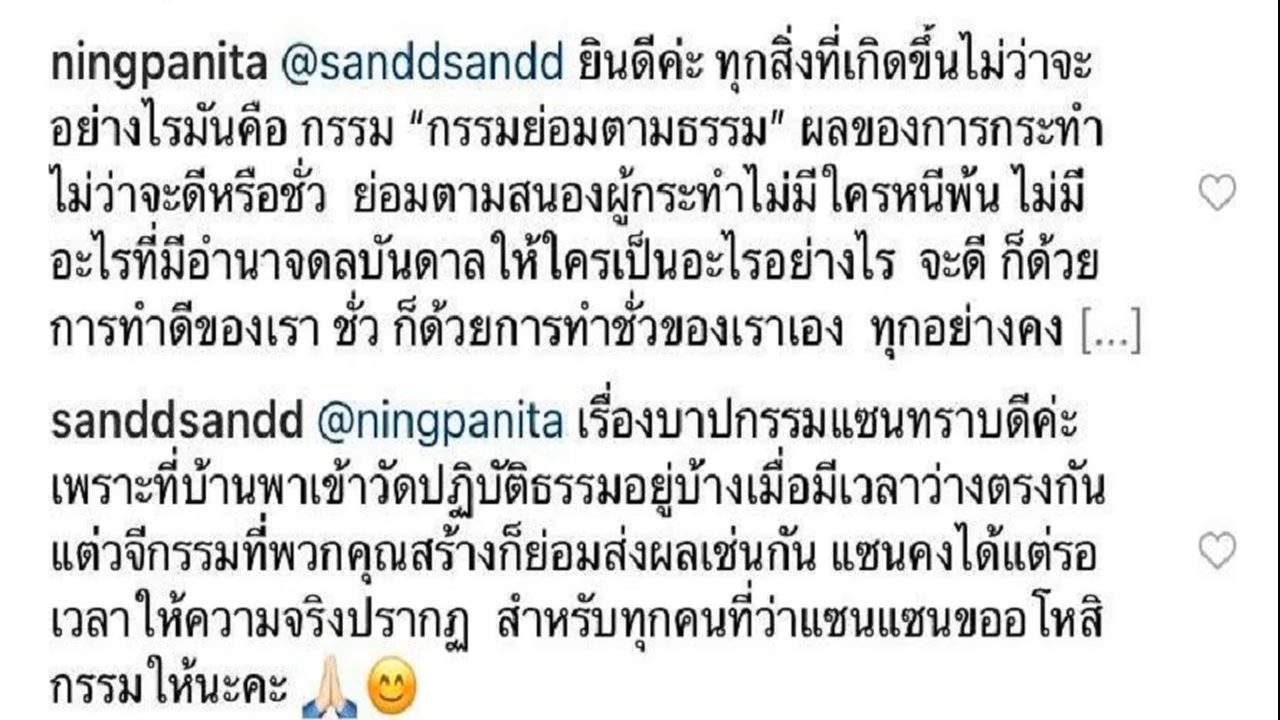 ningpanita @sanddsandd ยินดีค่ะ ทุกสิ่งที่เกิดขึ้นไม่ว่าจะ
อย่างไรมันคือ กรรม “กรรมย่อมตามธรรม” ผลของการกระทำ
ไม่ว่าจะดีหรือชั่ว ย่อมตามสนองผู้กระทำไม่มีใครหนีพ้น ไม่มี
อะไรที่มีอำนาจดลบันดาลให้ใครเป็นอะไรอย่างไร จะดี ก็ด้วย
การทำดีของเรา ชั่ว ก็ด้วยการทำชั่วของเราเอง ทุกอย่างคง [...]
sanddsandd @ningpanita เรื่องบาปกรรมแซนทราบดีค่ะ
เพราะที่บ้านพาเข้าวัดปฏิบัติธรรมอยู่บ้างเมื่อมีเวลาว่างตรงกัน
แต่วจีกรรมที่พวกคุณสร้างก็ย่อมส่งผลเช่นกัน แซนคงได้แต่รอ
เวลาให้ความจริงปรากฏ สำหรับทุกคนที่ว่าแซนแซนขออโหสิ
กรรมให้นะคะ 🙏🏻😊